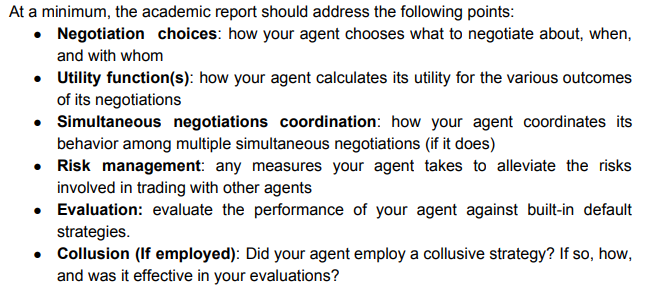 At a minimum, the academic report should address the following points:
● Negotiation choices: how your agent chooses what to negotiate about, when,
and with whom
● Utility function(s): how your agent calculates its utility for the various outcomes
of its negotiations
● Simultaneous negotiations coordination: how your agent coordinates its
behavior among multiple simultaneous negotiations (if it does)
● Risk management: any measures your agent takes to alleviate the risks
involved in trading with other agents
● Evaluation: evaluate the performance of your agent against built-in default
strategies.
● Collusion (If employed): Did your agent employ a collusive strategy? If so, how,
and was it effective in your evaluations?